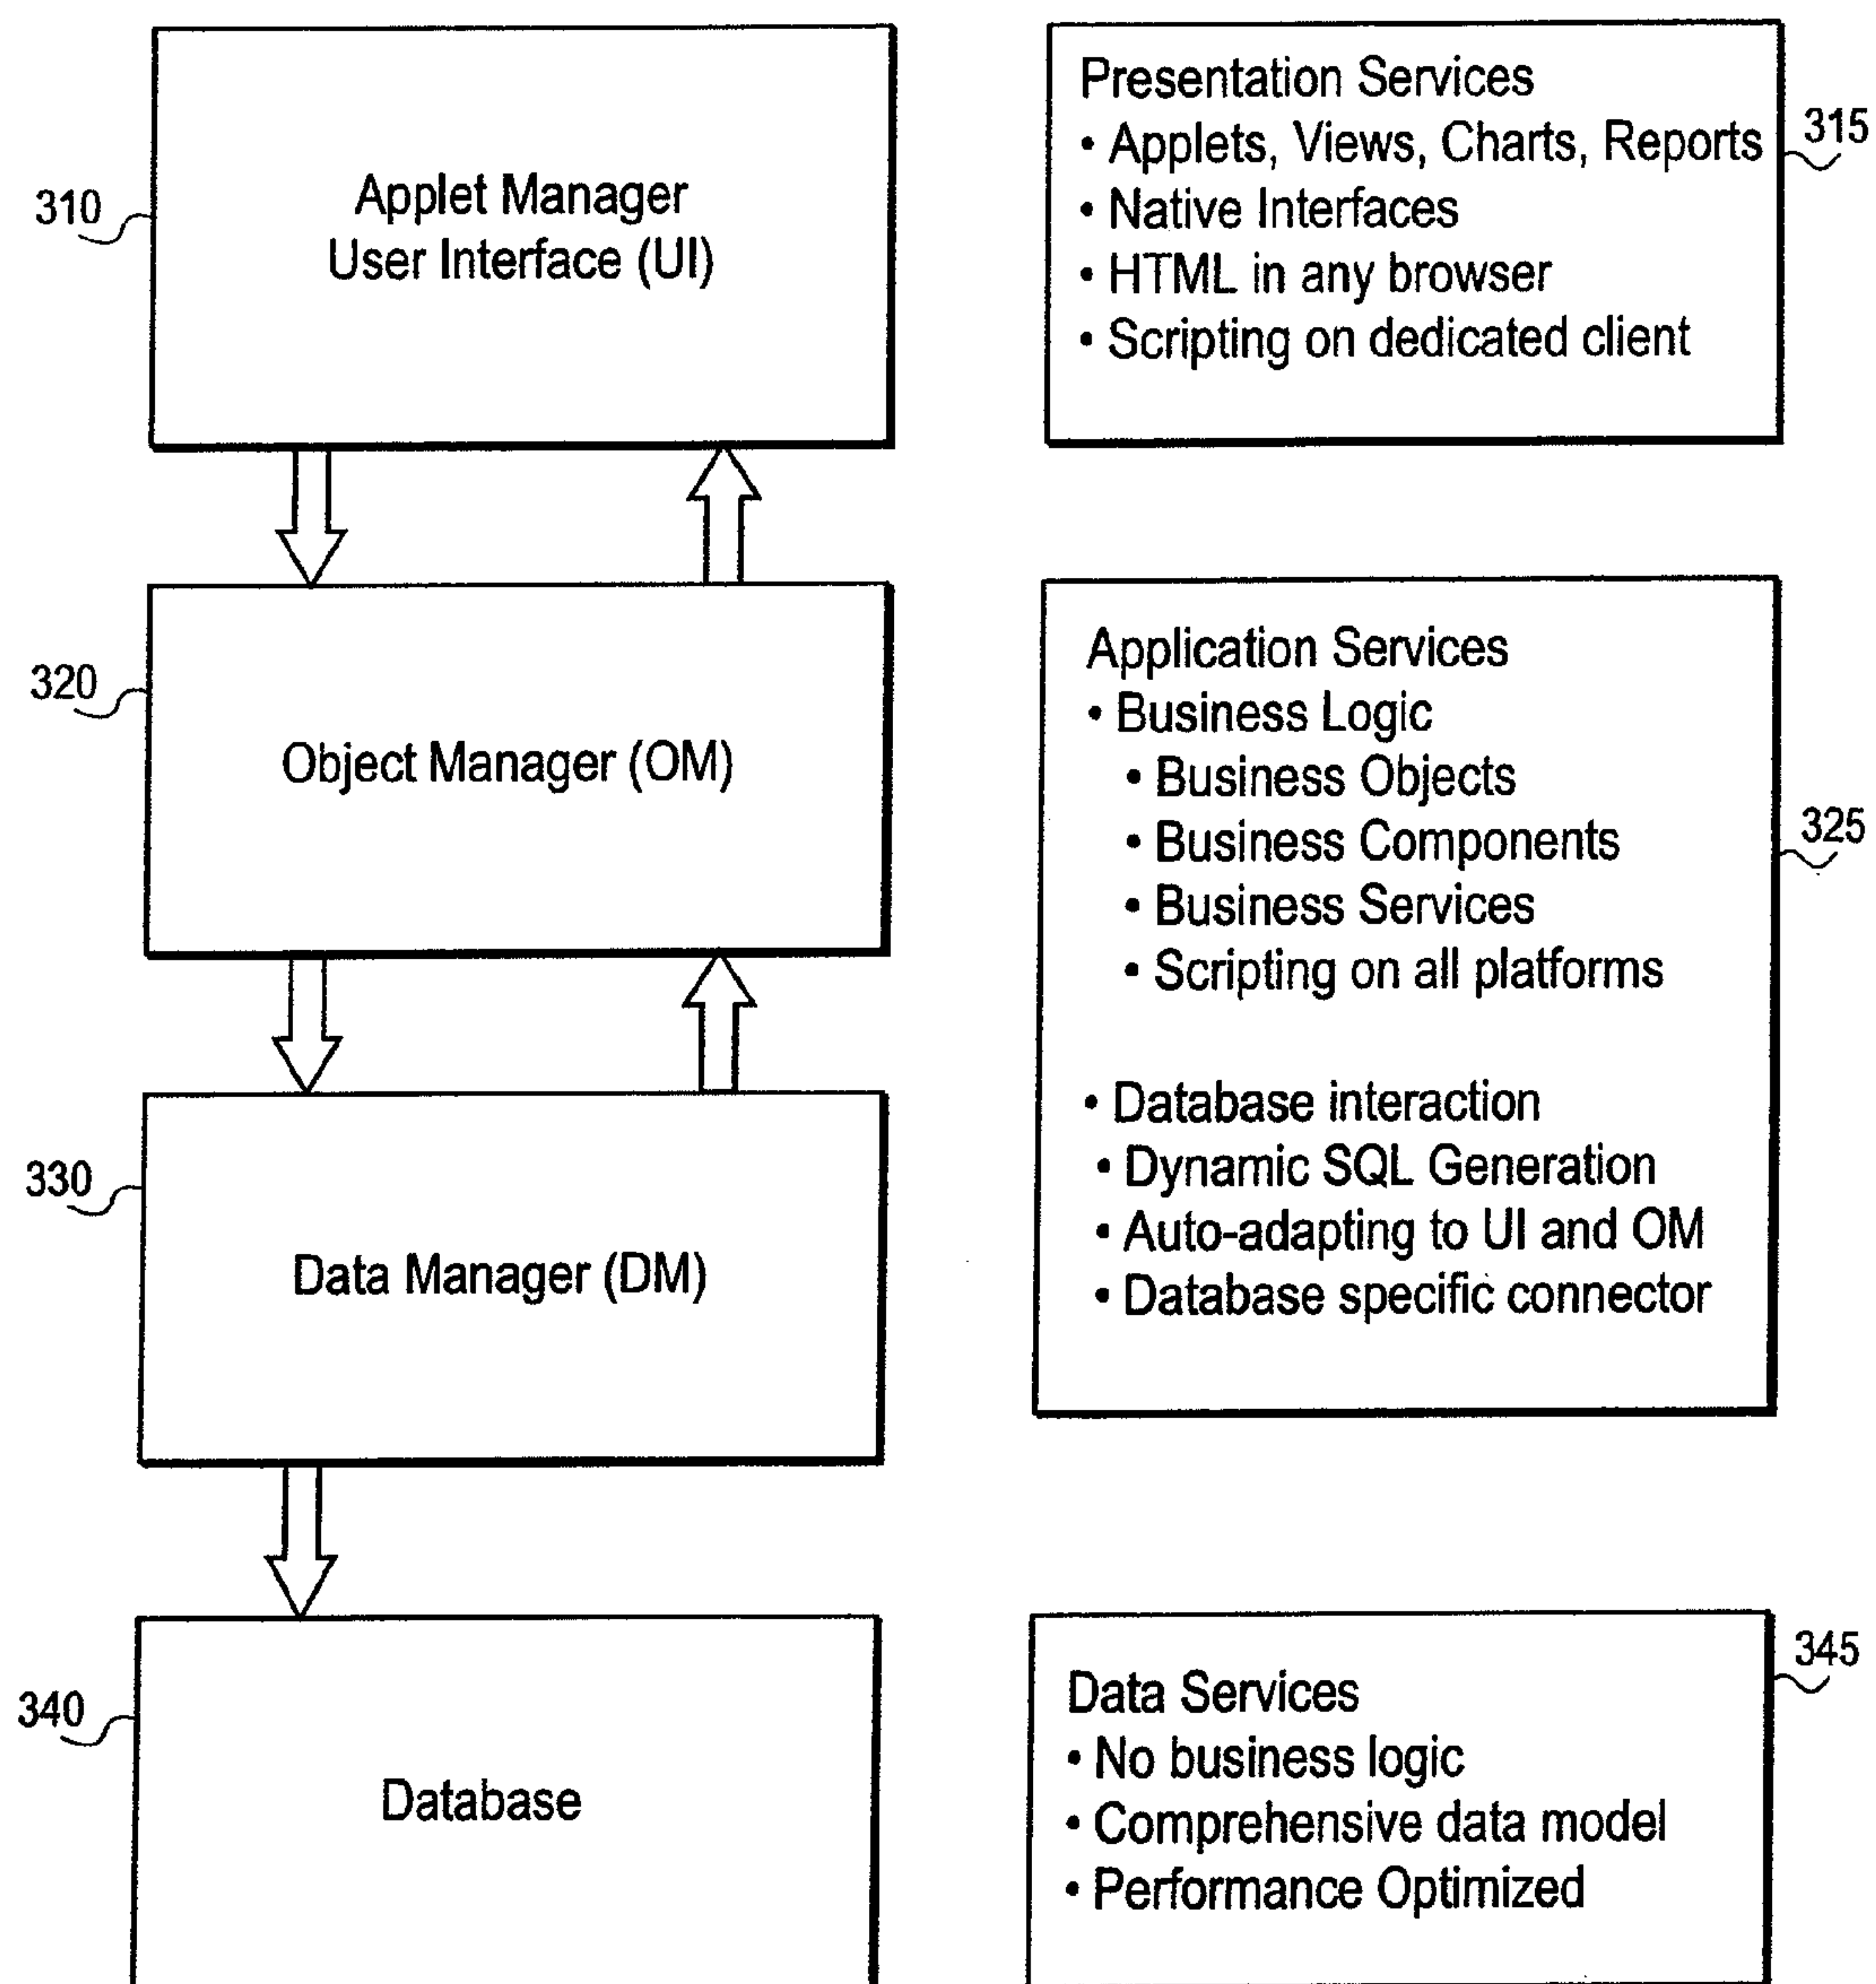 310
Applet Manager
User Interface (UI)
Presentation Services
• Applets, Views, Charts, Reports
• Native Interfaces
• HTML in any browser
• Scripting on dedicated client
315
320
Object Manager (OM)
Application Services
• Business Logic
• Business Objects
• Business Components
• Business Services
• Scripting on all platforms
• Database interaction
• Dynamic SQL Generation
• Auto-adapting to UI and OM
• Database specific connector
325
330
Data Manager (DM)
340
Database
Data Services
• No business logic
• Comprehensive data model
• Performance Optimized
345